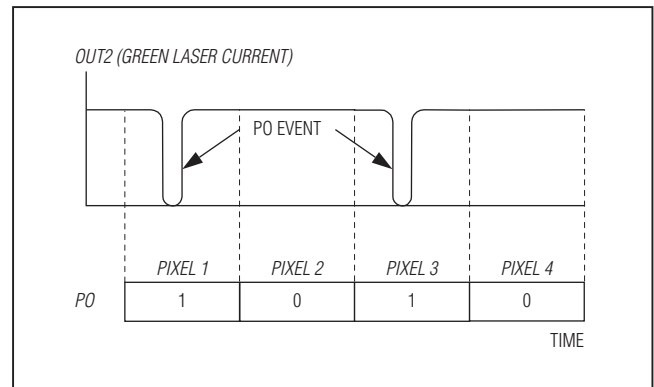 OUT2 (GREEN LASER CURRENT)
PO EVENT
PIXEL 1 PIXEL 2 PIXEL 3 PIXEL 4
PO 1 0 1 0
TIME